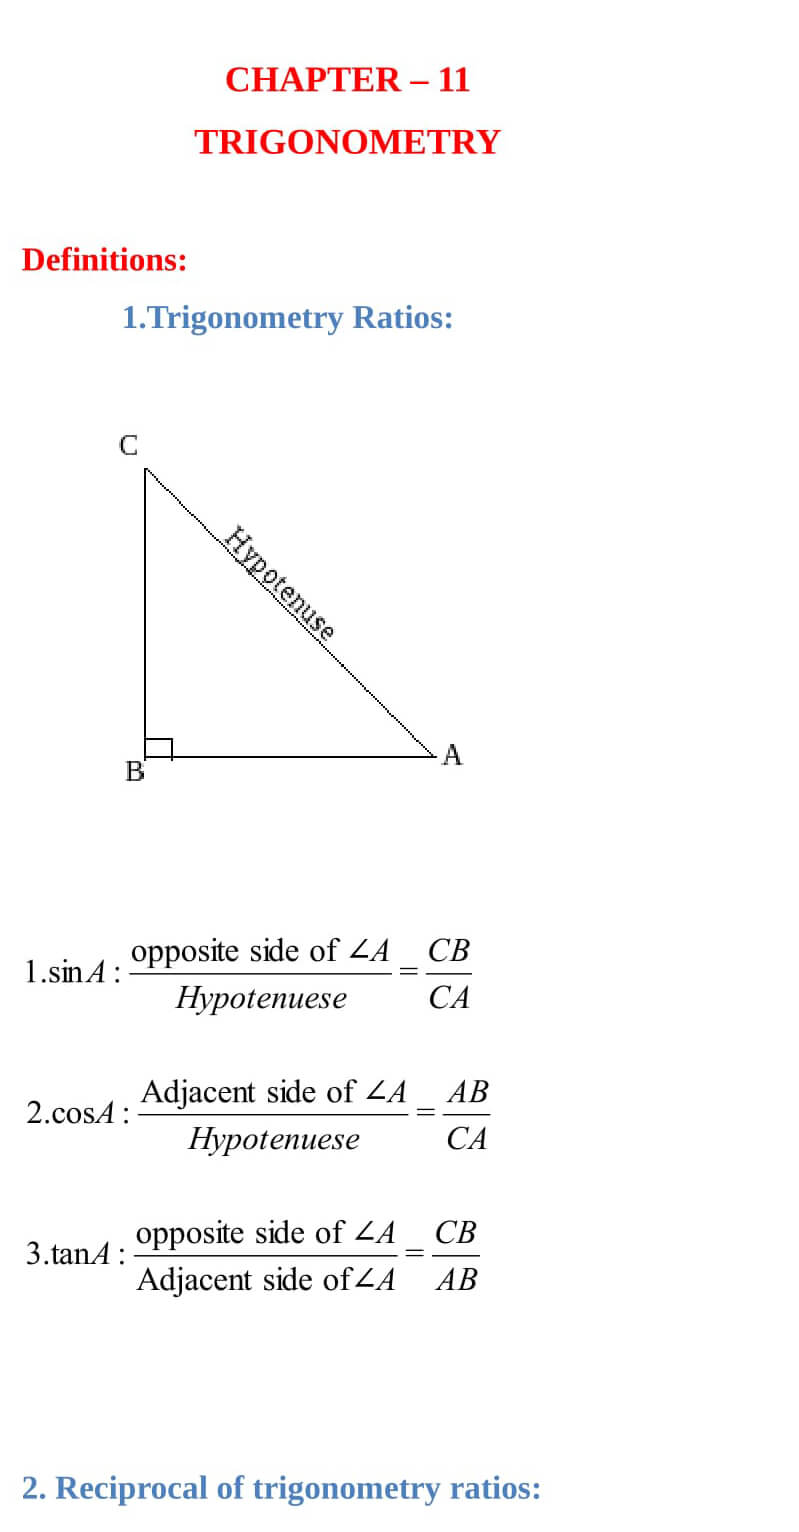 CHAPTER – 11
TRIGONOMETRY
Definitions:
1.Trigonometry Ratios:
C
Hypotenuse
A
B
1.sinA : opposite side of ∠A / Hypotenuese = CB / CA
2.cosA : Adjacent side of ∠A / Hypotenuese = AB / CA
3.tanA : opposite side of ∠A / Adjacent side of∠A = CB / AB
2. Reciprocal of trigonometry ratios: